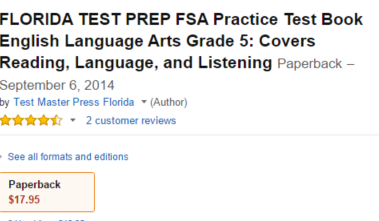 FLORIDA TEST PREP FSA Practice Test Book
English Language Arts Grade 5: Covers
Reading, Language, and Listening Paperback –
September 6, 2014
by Test Master Press Florida (Author)
2 customer reviews
See all formats and editions
Paperback
$17.95